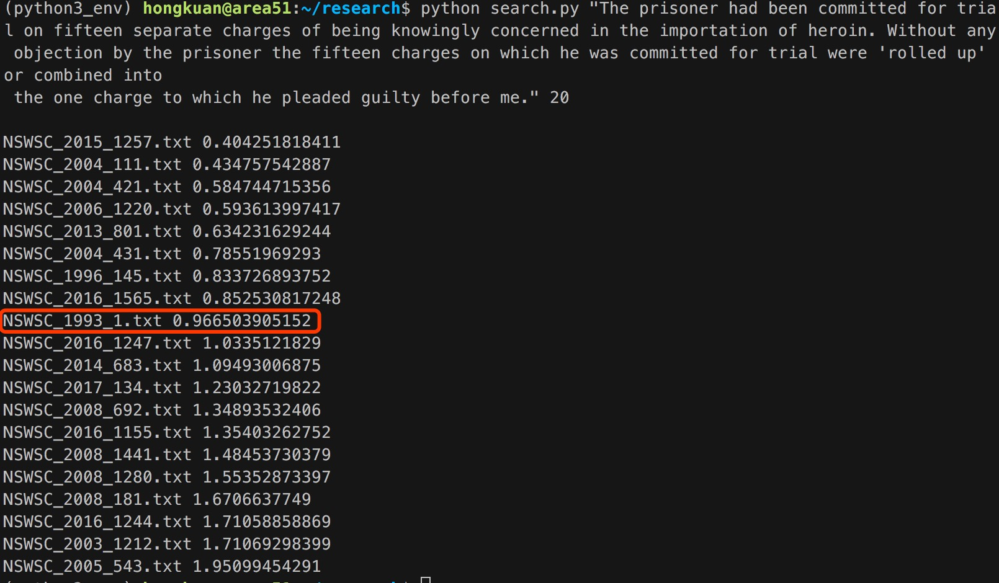 (python3_env) hongkuan@area51:~/research$ python search.py "The prisoner had been committed for tria
l on fifteen separate charges of being knowingly concerned in the importation of heroin. Without any
 objection by the prisoner the fifteen charges on which he was committed for trial were 'rolled up'
or combined into
 the one charge to which he pleaded guilty before me." 20
NSWSC_2015_1257.txt 0.404251818411
NSWSC_2004_111.txt 0.434757542887
NSWSC_2004_421.txt 0.584744715356
NSWSC_2006_1220.txt 0.593613997417
NSWSC_2013_801.txt 0.634231629244
NSWSC_2004_431.txt 0.78551969293
NSWSC_1996_145.txt 0.833726893752
NSWSC_2016_1565.txt 0.852530817248
NSWSC_1993_1.txt 0.966503905152
NSWSC_2016_1247.txt 1.0335121829
NSWSC_2014_683.txt 1.09493006875
NSWSC_2017_134.txt 1.23032719822
NSWSC_2008_692.txt 1.34893532406
NSWSC_2016_1155.txt 1.35403262752
NSWSC_2008_1441.txt 1.48453730379
NSWSC_2008_1280.txt 1.55352873397
NSWSC_2008_181.txt 1.6706637749
NSWSC_2016_1244.txt 1.71058858869
NSWSC_2003_1212.txt 1.71069298399
NSWSC_2005_543.txt 1.95099454291